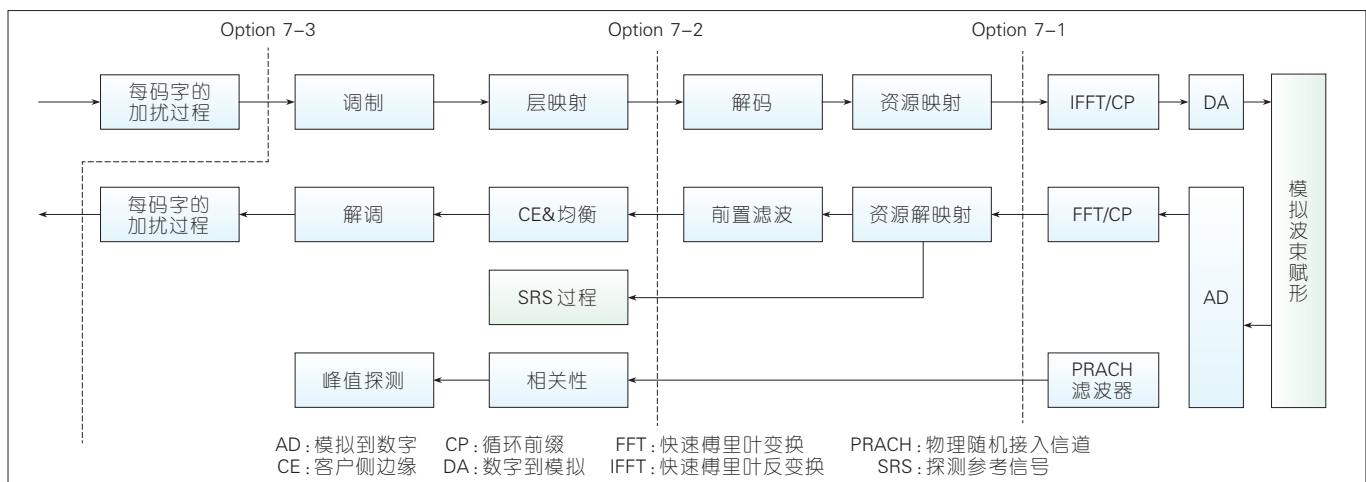 Option 7–3 Option 7–2 Option 7–1
每码字的
加扰过程
调制
层映射
解码
资源映射
IFFT/CP
DA
模拟波束赋形
每码字的
加扰过程
解调
CE&均衡
前置滤波
资源解映射
FFT/CP
AD
SRS 过程
峰值探测
相关性
PRACH
滤波器
AD:模拟到数字 CP:循环前缀 FFT:快速傅里叶变换 PRACH:物理随机接入信道
CE:客户侧边缘 DA:数字到模拟 IFFT:快速傅里叶反变换 SRS:探测参考信号